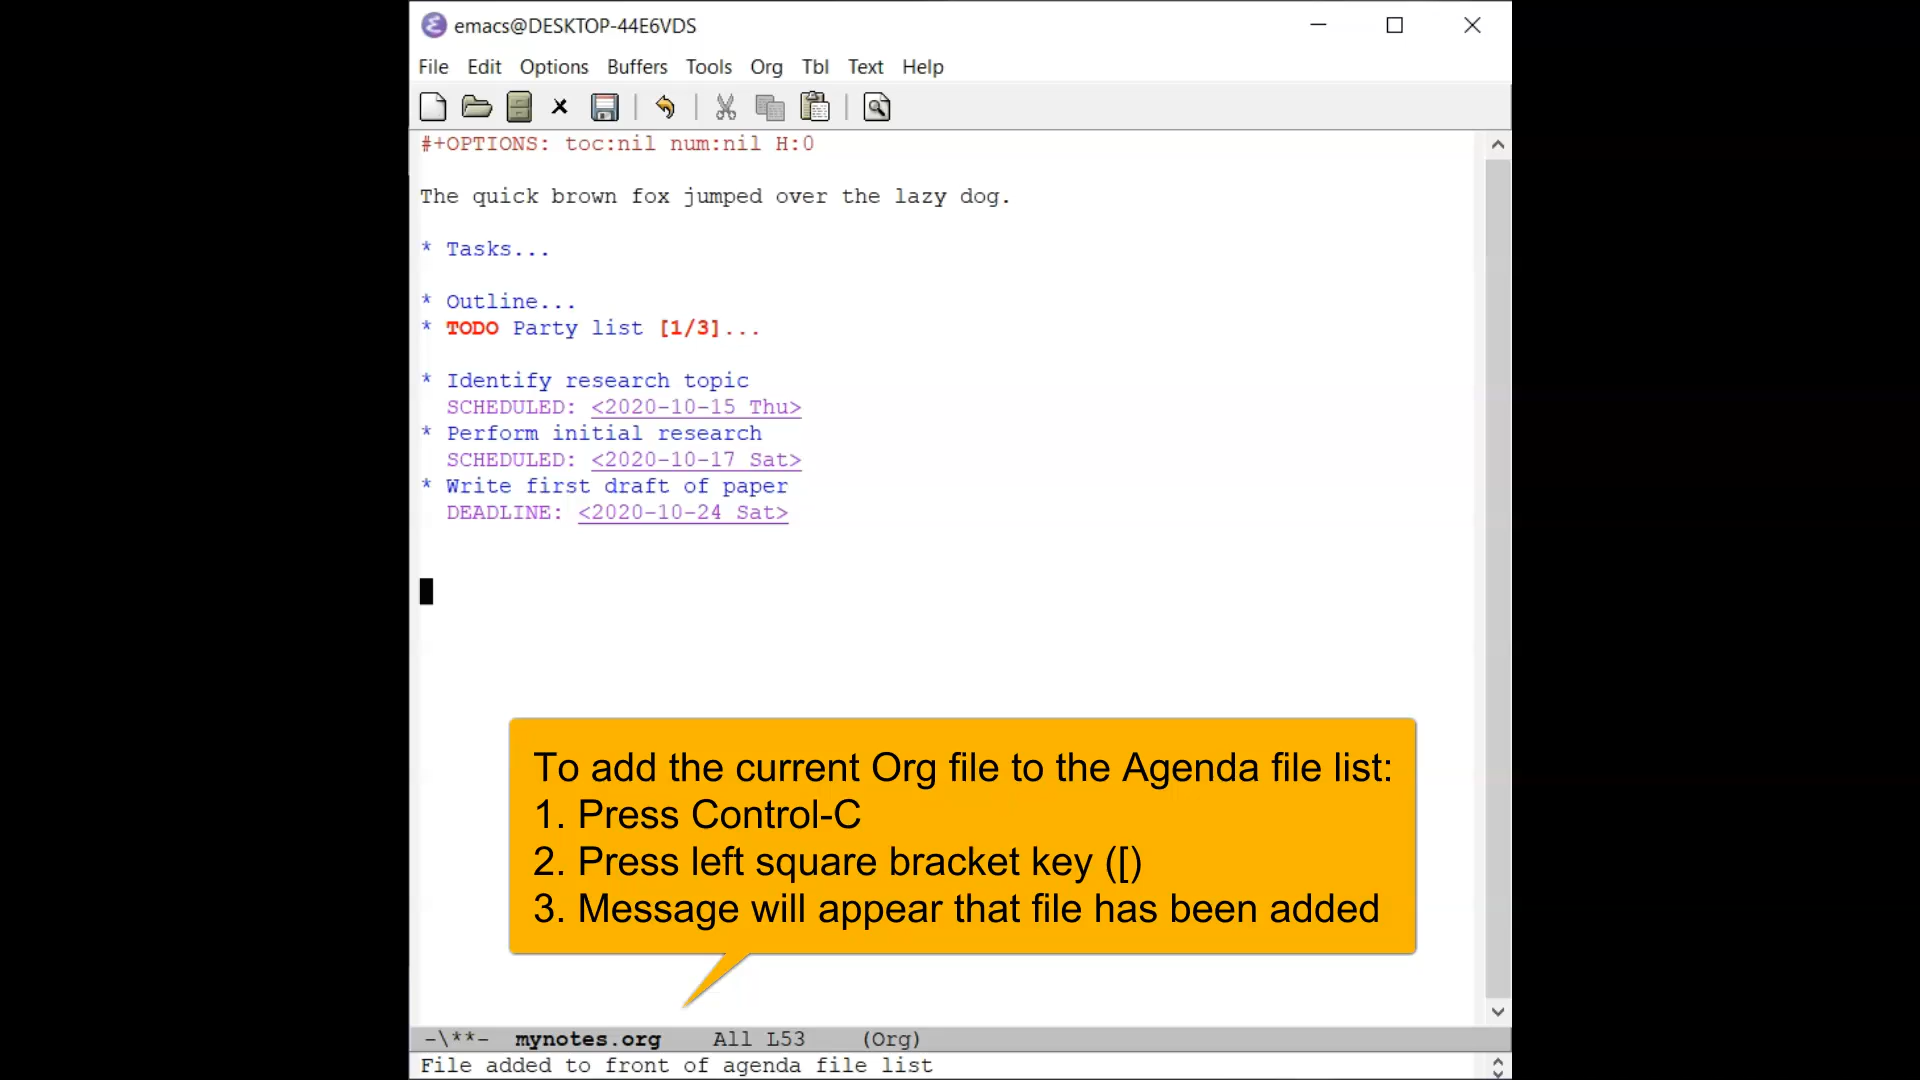 emacs@DESKTOP-44E6VDS
File Edit Options Buffers Tools Org Tbl Text Help
#+OPTIONS: toc:nil num:nil H:0
The quick brown fox jumped over the lazy dog.
* Tasks...
* Outline...
* TODO Party list [1/3]...
* Identify research topic
SCHEDULED: <2020-10-15 Thu>
* Perform initial research
SCHEDULED: <2020-10-17 Sat>
* Write first draft of paper
DEADLINE: <2020-10-24 Sat>
To add the current Org file to the Agenda file list:
1. Press Control-C
2. Press left square bracket key ([)
3. Message will appear that file has been added
-\**- mynotes.org All L53 (Org)
File added to front of agenda file list